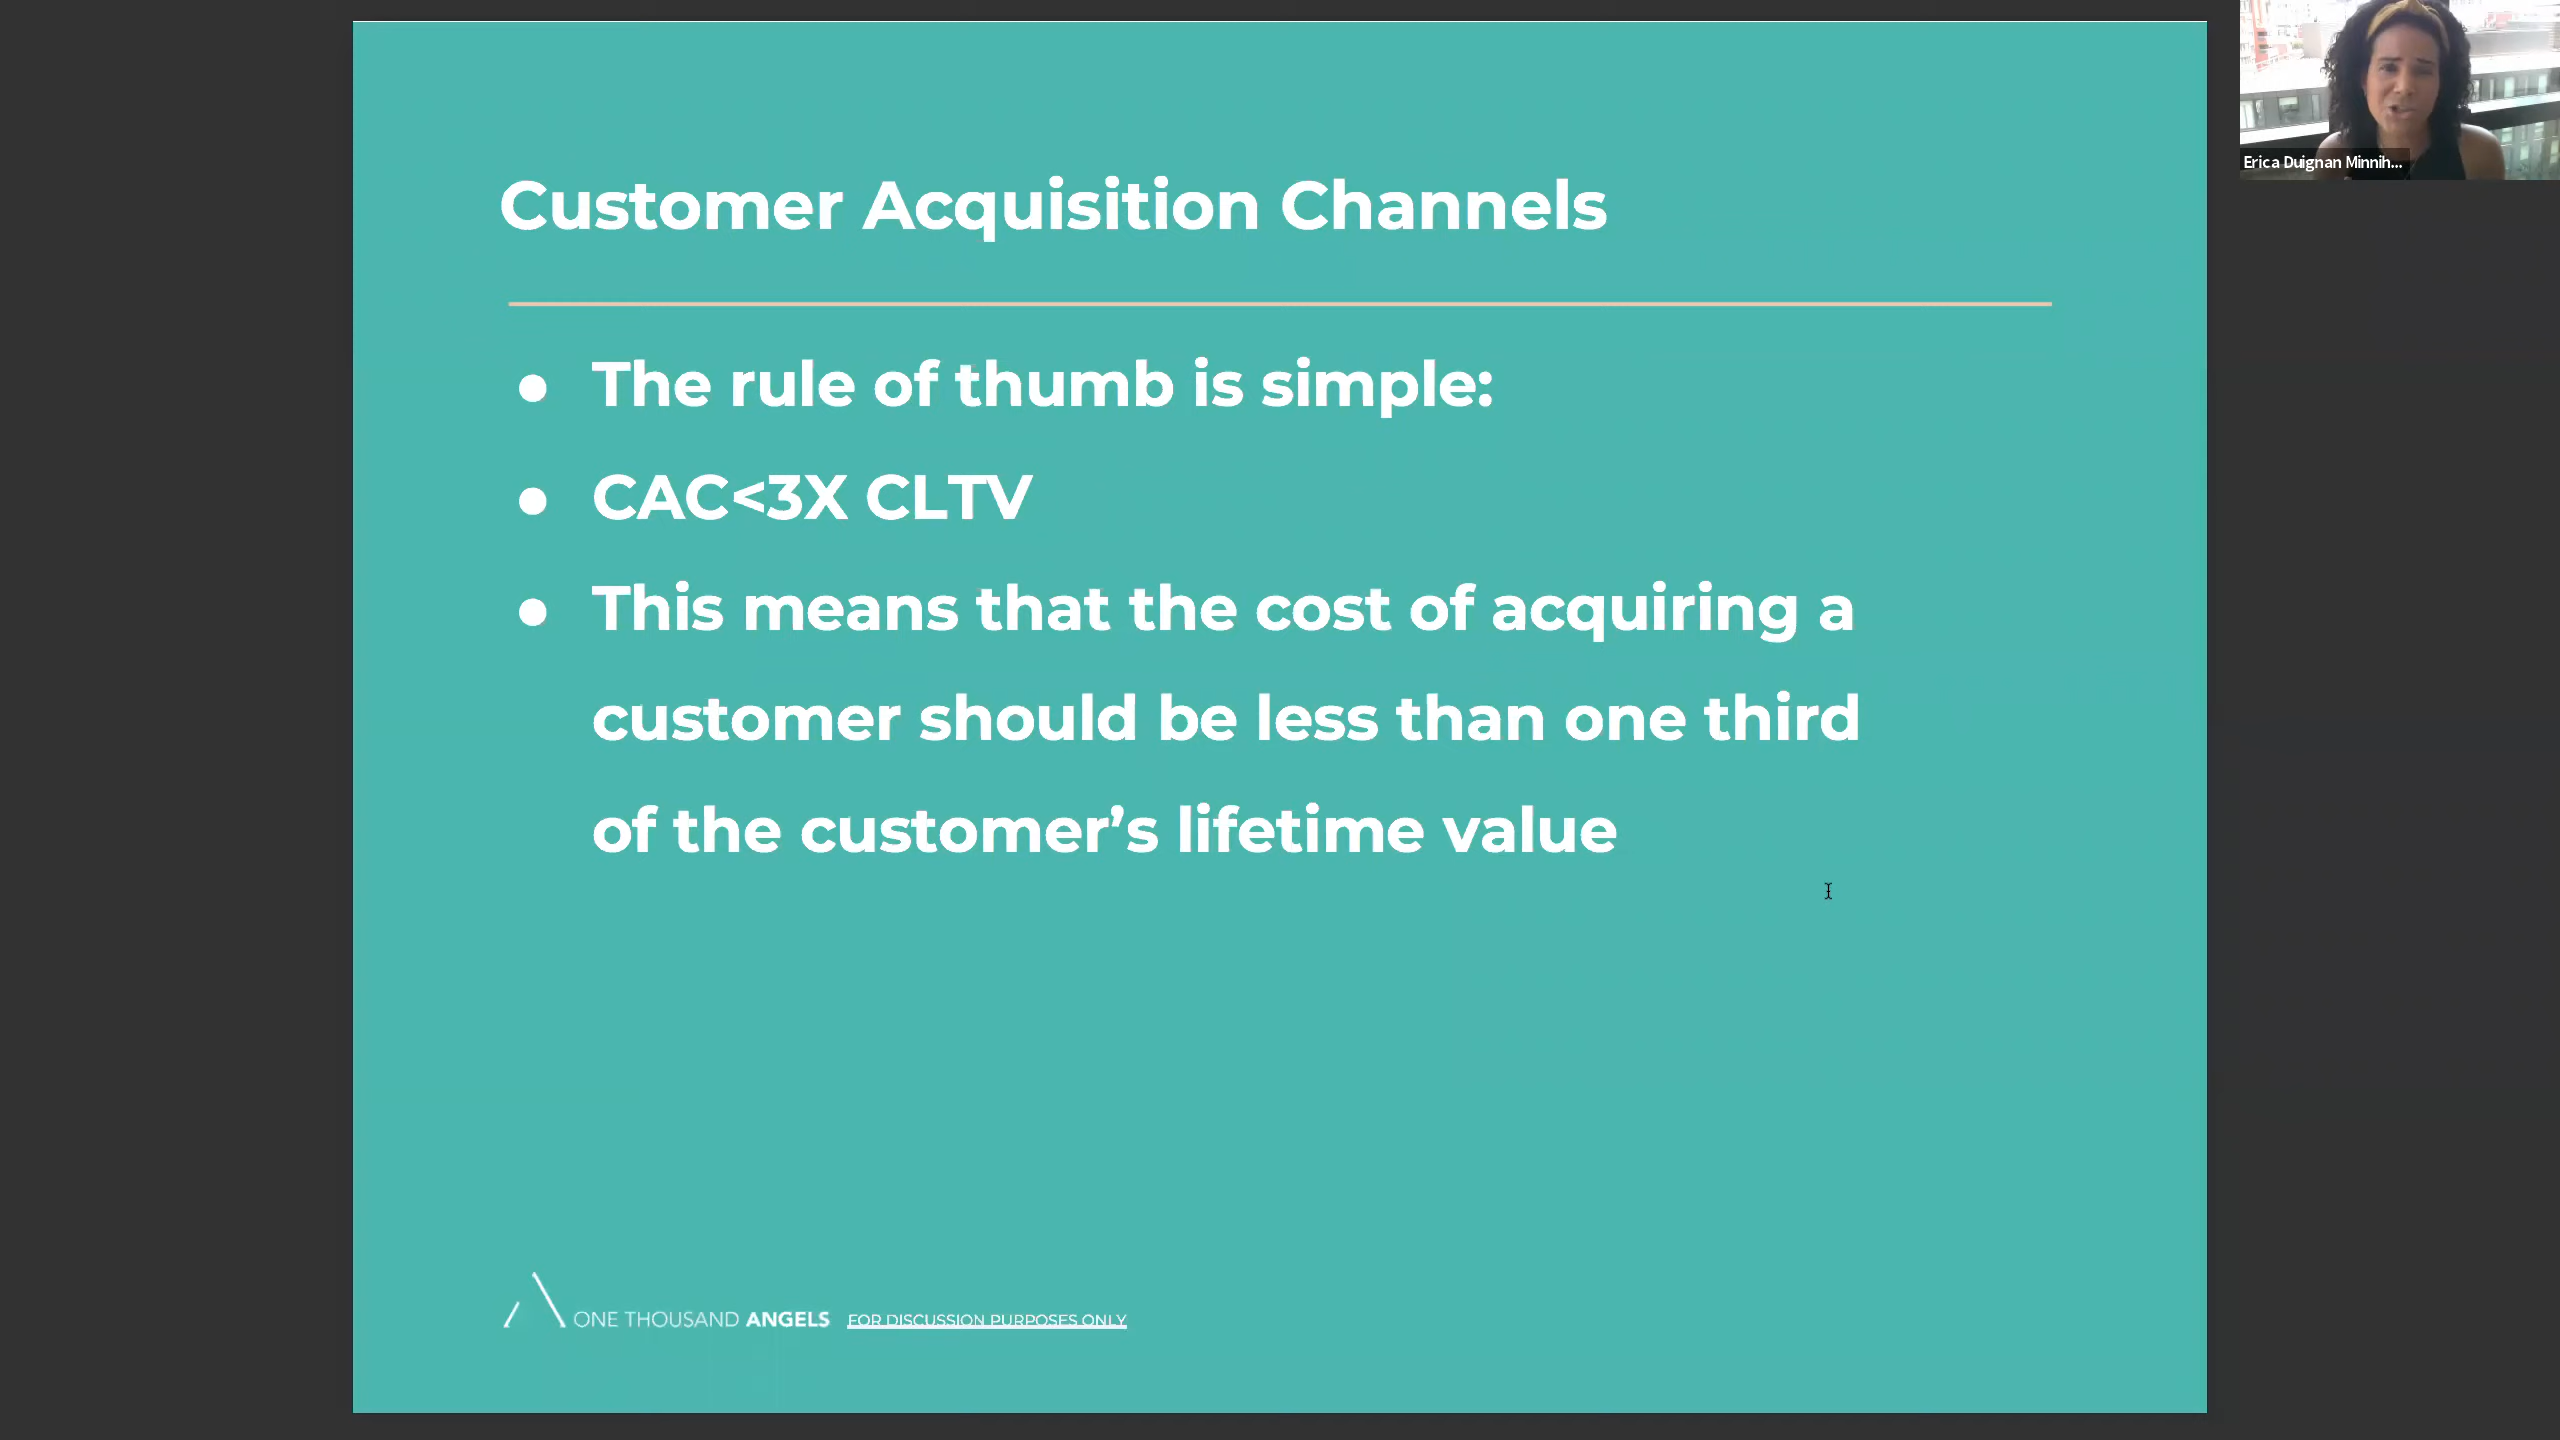 Customer Acquisition Channels
● The rule of thumb is simple:
● CAC<3X CLTV
● This means that the cost of acquiring a
customer should be less than one third
of the customer’s lifetime value
ONE THOUSAND ANGELS FOR DISCUSSION PURPOSES ONLY
Erica Duignan Minnih...